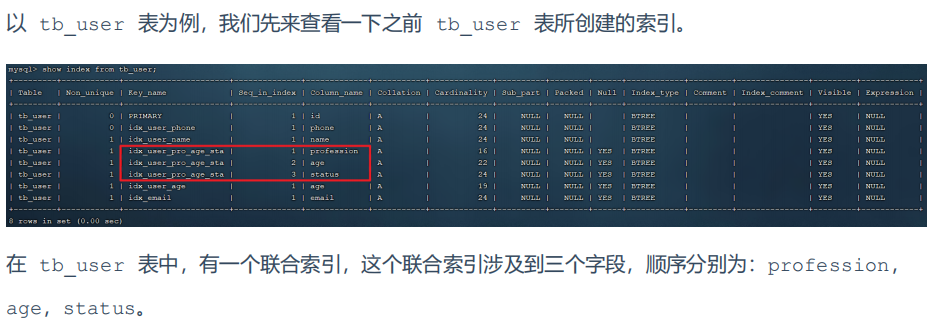 以 tb_user 表为例，我们先来查看一下之前 tb_user 表所创建的索引。
mysql> show index from tb_user;
| Table | Non_unique | Key_name | Seq_in_index | Column_name | Collation | Cardinality | Sub_part | Packed | Null | Index_type | Comment | Index_comment | Visible | Expression |
| tb_user | 0 | PRIMARY | 1 | id | A | 24 | NULL | NULL | | BTREE | | | YES | NULL |
| tb_user | 0 | idx_user_phone | 1 | phone | A | 24 | NULL | NULL | | BTREE | | | YES | NULL |
| tb_user | 1 | idx_user_name | 1 | name | A | 24 | NULL | NULL | | BTREE | | | YES | NULL |
| tb_user | 1 | idx_user_pro_age_sta | 1 | profession | A | 16 | NULL | NULL | YES | BTREE | | | YES | NULL |
| tb_user | 1 | idx_user_pro_age_sta | 2 | age | A | 22 | NULL | NULL | YES | BTREE | | | YES | NULL |
| tb_user | 1 | idx_user_pro_age_sta | 3 | status | A | 24 | NULL | NULL | YES | BTREE | | | YES | NULL |
| tb_user | 1 | idx_user_age | 1 | age | A | 19 | NULL | NULL | YES | BTREE | | | YES | NULL |
| tb_user | 1 | idx_email | 1 | email | A | 24 | NULL | NULL | YES | BTREE | | | YES | NULL |
8 rows in set (0.00 sec)
在 tb_user 表中，有一个联合索引，这个联合索引涉及到三个字段，顺序分别为：profession，
age，status。